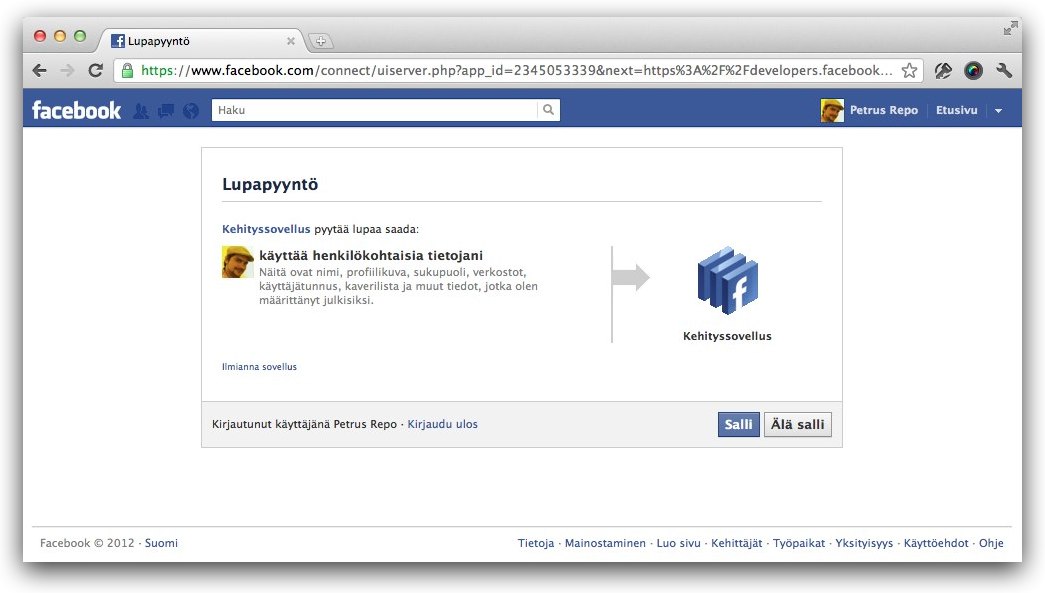 Lupapyyntö
https://www.facebook.com/connect/uiserver.php?app_id=2345053339&next=https%3A%2F%2Fdevelopers.facebook...
facebook Haku Petrus Repo Etusivu
Lupapyyntö
Kehityssovellus pyytää lupaa saada:
käyttää henkilökohtaisia tietojani
Näitä ovat nimi, profiilikuva, sukupuoli, verkostot,
käyttäjätunnus, kaverilista ja muut tiedot, jotka olen
määrittänyt julkisiksi.
Kehityssovellus
Ilmianna sovellus
Kirjautunut käyttäjänä Petrus Repo · Kirjaudu ulos Salli Älä salli
Facebook © 2012 · Suomi Tietoja · Mainostaminen · Luo sivu · Kehittäjät · Työpaikat · Yksityisyys · Käyttöehdot · Ohje